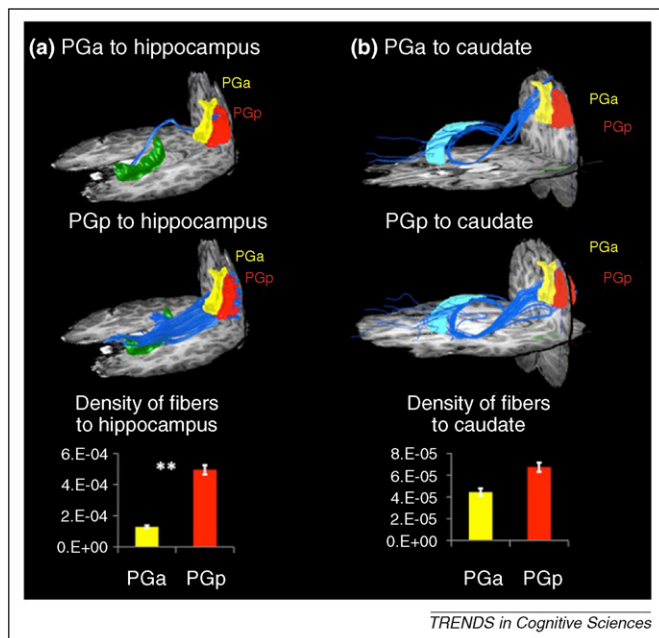 (a) PGa to hippocampus
PGa
PGp
PGp to hippocampus
PGa
PGp
Density of fibers
to hippocampus
6.E-04
4.E-04
2.E-04
0.E+00
**
PGa PGp
(b) PGa to caudate
PGa
PGp
PGp to caudate
PGa
PGp
Density of fibers
to caudate
8.E-05
6.E-05
4.E-05
2.E-05
0.E+00
PGa PGp
TRENDS in Cognitive Sciences